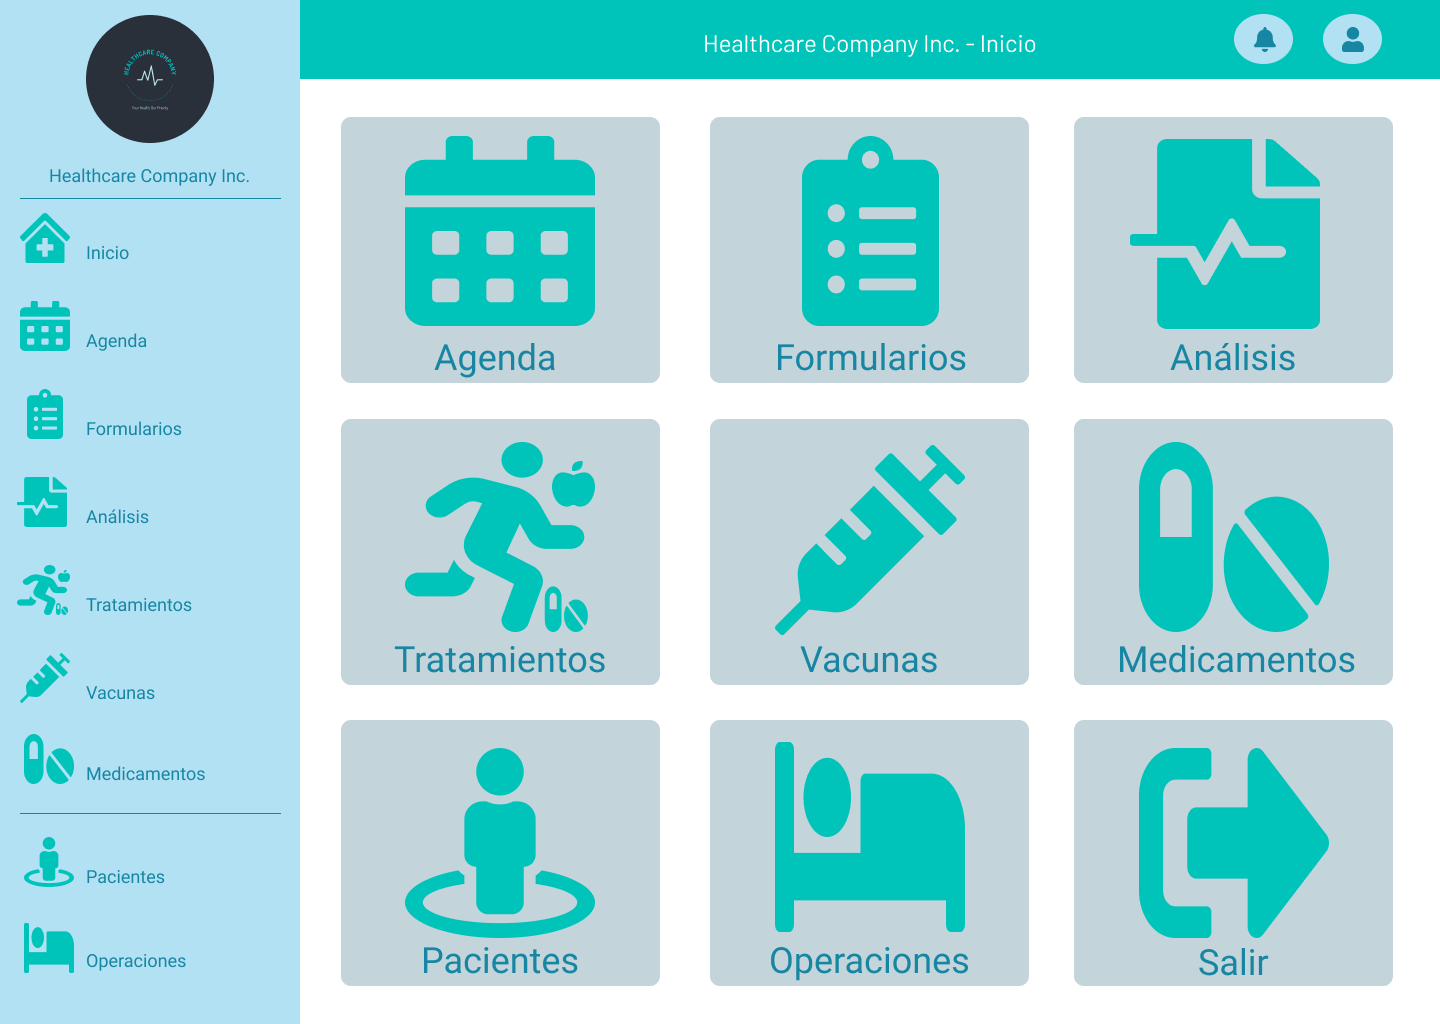 HEALTHCARE COMPANY
Your Health Our Priority
Healthcare Company Inc.
Inicio
Agenda
Formularios
Análisis
Tratamientos
Vacunas
Medicamentos
Pacientes
Operaciones
Healthcare Company Inc. - Inicio
Agenda
Formularios
Análisis
Tratamientos
Vacunas
Medicamentos
Pacientes
Operaciones
Salir